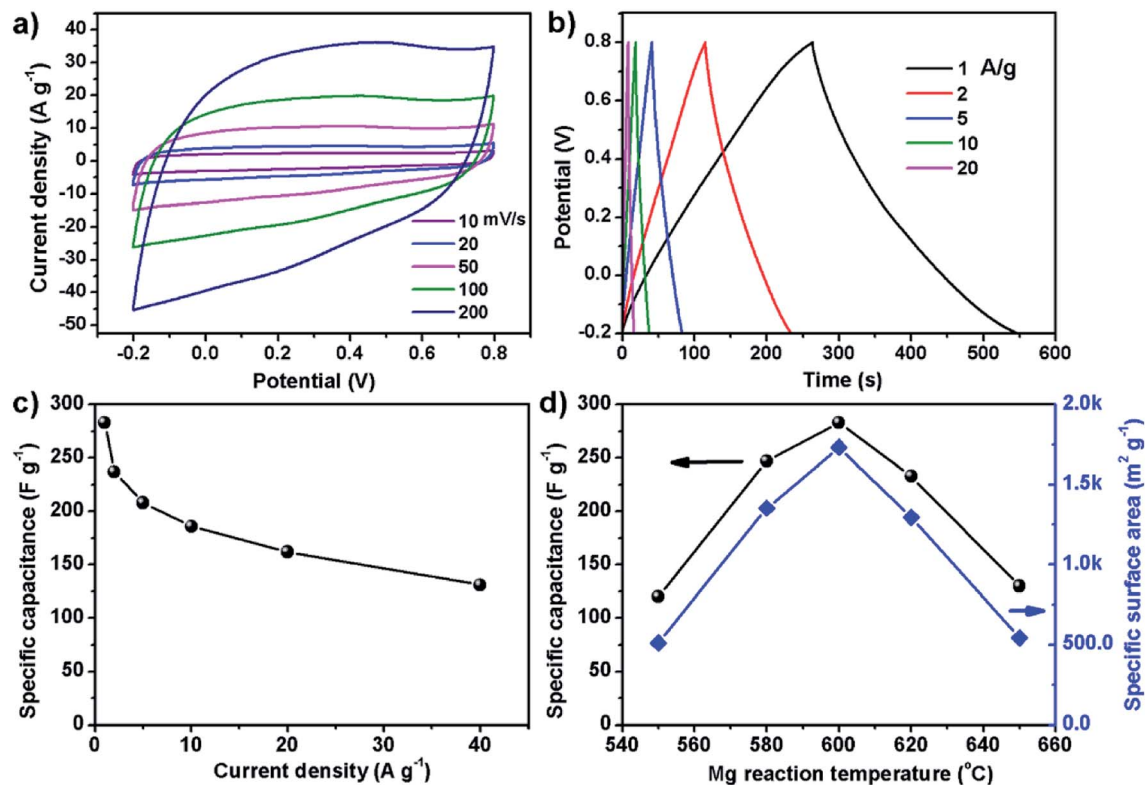 a)
40
30
20
10
0
-10
-20
-30
-40
-50
Current density (A g⁻¹)
10 mV/s
20
50
100
200
-0.2 0.0 0.2 0.4 0.6 0.8
Potential (V)
b)
0.8
0.6
0.4
0.2
0.0
-0.2
Potential (V)
1 A/g
2
5
10
20
0 100 200 300 400 500 600
Time (s)
c)
300
250
200
150
100
50
0
Specific capacitance (F g⁻¹)
0 10 20 30 40
Current density (A g⁻¹)
d)
300
250
200
150
100
50
0
Specific capacitance (F g⁻¹)
2.0k
1.5k
1.0k
500.0
0.0
Specific surface area (m² g⁻¹)
540 560 580 600 620 640 660
Mg reaction temperature (°C)